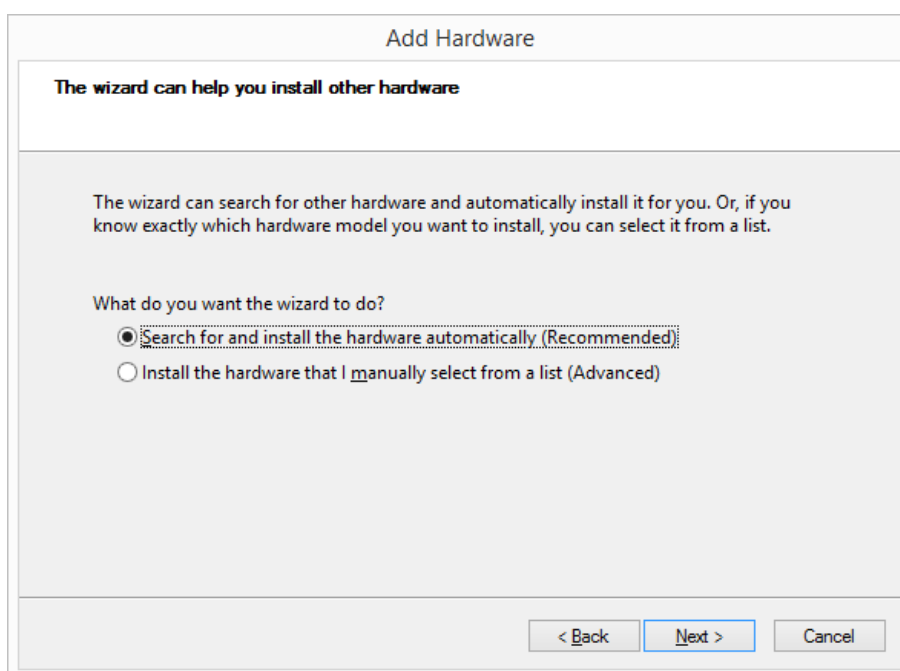 Add Hardware
The wizard can help you install other hardware
The wizard can search for other hardware and automatically install it for you. Or, if you
know exactly which hardware model you want to install, you can select it from a list.
What do you want the wizard to do?
Search for and install the hardware automatically (Recommended)
Install the hardware that I manually select from a list (Advanced)
< Back Next > Cancel